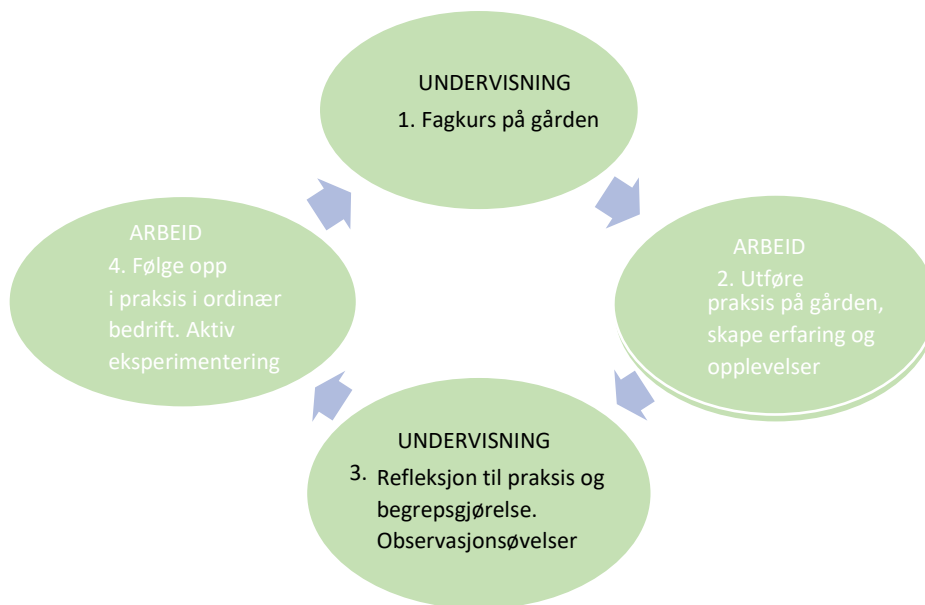 UNDERVISNING
1. Fagkurs på gården
ARBEID
2. Utføre
praksis på gården,
skape erfaring og
opplevelser
UNDERVISNING
3. Refleksjon til praksis og
begrepsgjørelse.
Observasjonsøvelser
ARBEID
4. Følge opp
i praksis i ordinær
bedrift. Aktiv
eksperimentering